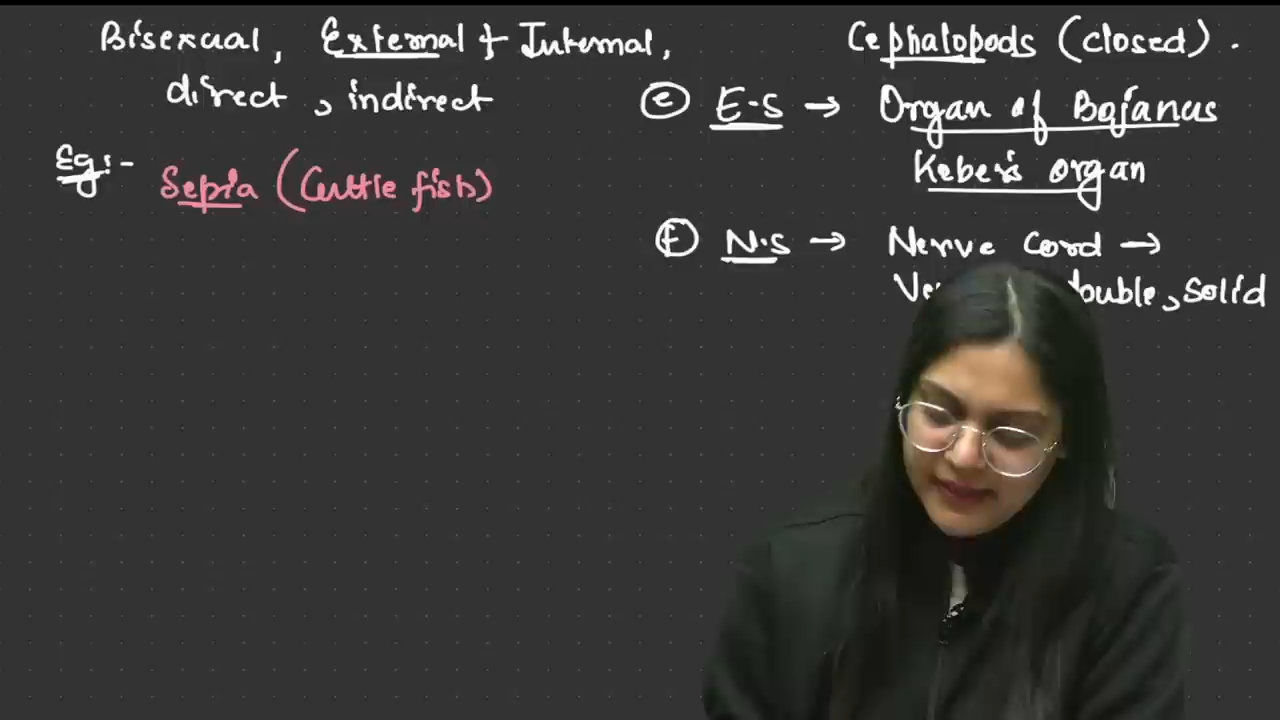 Bisexual, External + Internal,
direct, indirect
Eg:- Sepia (Cuttle fish)
Cephalopods (closed).
(e) E.S → Organ of Bojanus
Keber's organ
(f) N.S → Nerve Cord →
double, solid